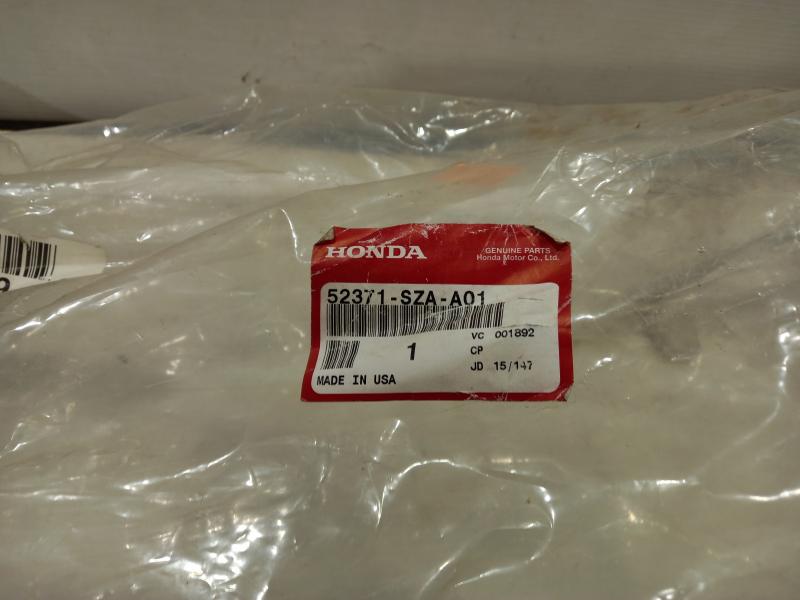 HONDA
GENUINE PARTS
Honda Motor Co., Ltd.
52371-SZA-A01
VC 001892
1
CP
JD 15/147
MADE IN USA
9